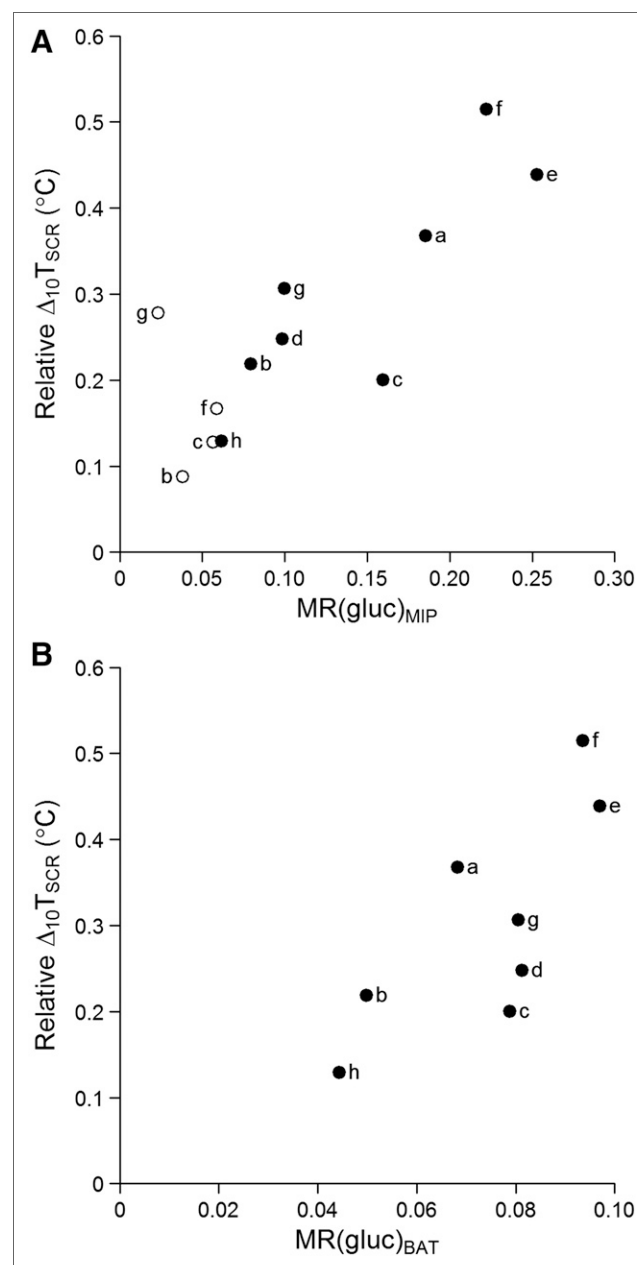 A
Relative Δ10TSCR (°C)
0.6
0.5
0.4
0.3
0.2
0.1
0
f
e
a
g
g
d
b
c
f
c
h
b
0
0.05
0.10
0.15
0.20
0.25
0.30
MR(gluc)MIP
B
Relative Δ10TSCR (°C)
0.6
0.5
0.4
0.3
0.2
0.1
0
f
e
a
g
d
b
c
h
0
0.02
0.04
0.06
0.08
0.10
MR(gluc)BAT